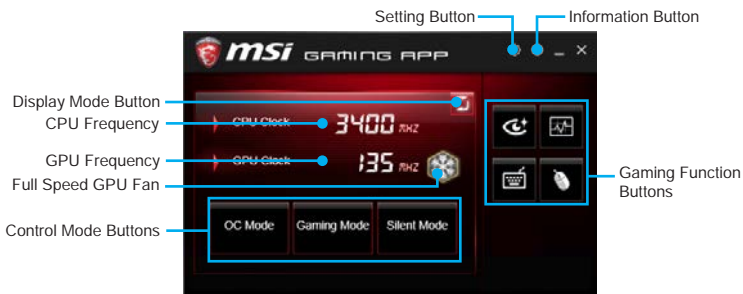 Setting Button
Information Button
msi GAMING APP
Display Mode Button
CPU Frequency
CPU Clock
3400 MHZ
GPU Frequency
GPU Clock
135 MHZ
Full Speed GPU Fan
Gaming Function
Buttons
Control Mode Buttons
OC Mode
Gaming Mode
Silent Mode